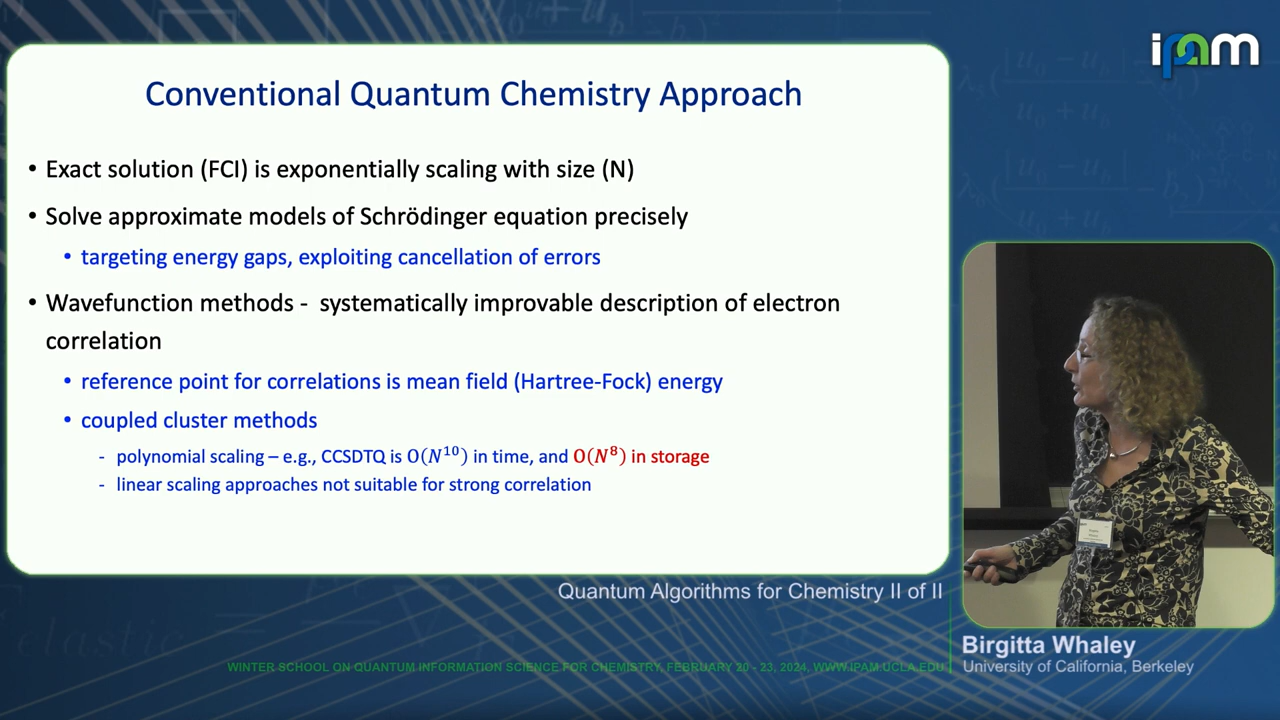 ipam
Conventional Quantum Chemistry Approach
• Exact solution (FCI) is exponentially scaling with size (N)
• Solve approximate models of Schrödinger equation precisely
• targeting energy gaps, exploiting cancellation of errors
• Wavefunction methods - systematically improvable description of electron
correlation
• reference point for correlations is mean field (Hartree-Fock) energy
• coupled cluster methods
- polynomial scaling – e.g., CCSDTQ is O(N¹⁰) in time, and O(N⁸) in storage
- linear scaling approaches not suitable for strong correlation
Quantum Algorithms for Chemistry II of II
Birgitta Whaley
University of California, Berkeley
WINTER SCHOOL ON QUANTUM INFORMATION SCIENCE FOR CHEMISTRY, FEBRUARY 20 - 23, 2024, WWW.IPAM.UCLA.EDU